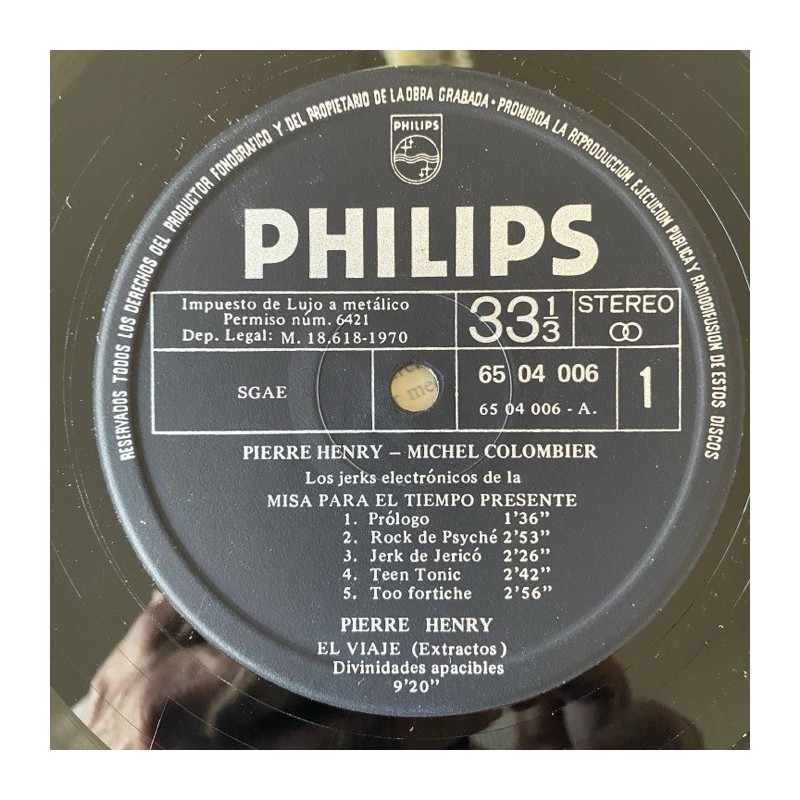 RESERVADOS TODOS LOS DERECHOS DEL PRODUCTOR FONOGRAFICO Y DEL PROPIETARIO DE LA OBRA GRABADA · PROHIBIDA LA REPRODUCCION, EJECUCION PUBLICA Y RADIODIFUSION DE ESTOS DISCOS
PHILIPS
PHILIPS
Impuesto de Lujo a metálico
Permiso núm. 6421
Dep. Legal: M. 18.618-1970
33 1/3
STEREO
SGAE
65 04 006
65 04 006 - A.
1
PIERRE HENRY – MICHEL COLOMBIER
Los jerks electrónicos de la
MISA PARA EL TIEMPO PRESENTE
1. Prólogo 1'36"
2. Rock de Psyché 2'53"
3. Jerk de Jericó 2'26"
4. Teen Tonic 2'42"
5. Too fortiche 2'56"
PIERRE HENRY
EL VIAJE (Extractos)
Divinidades apacibles
9'20"